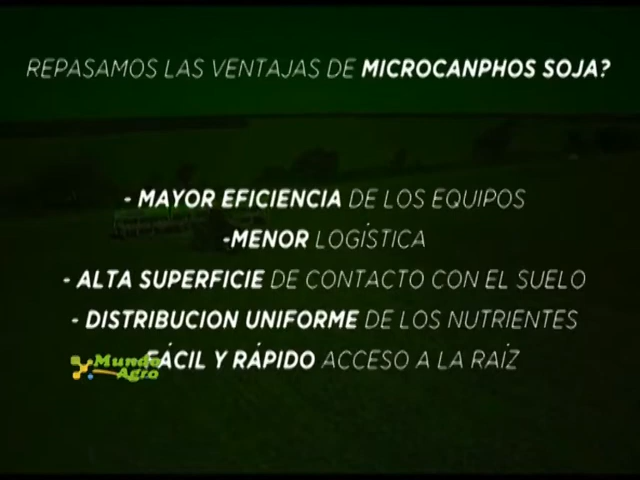 REPASAMOS LAS VENTAJAS DE MICROCANPHOS SOJA?
- MAYOR EFICIENCIA DE LOS EQUIPOS
-MENOR LOGÍSTICA
- ALTA SUPERFICIE DE CONTACTO CON EL SUELO
- DISTRIBUCION UNIFORME DE LOS NUTRIENTES
FÁCIL Y RÁPIDO ACCESO A LA RAÍZ
Mundo
Agro